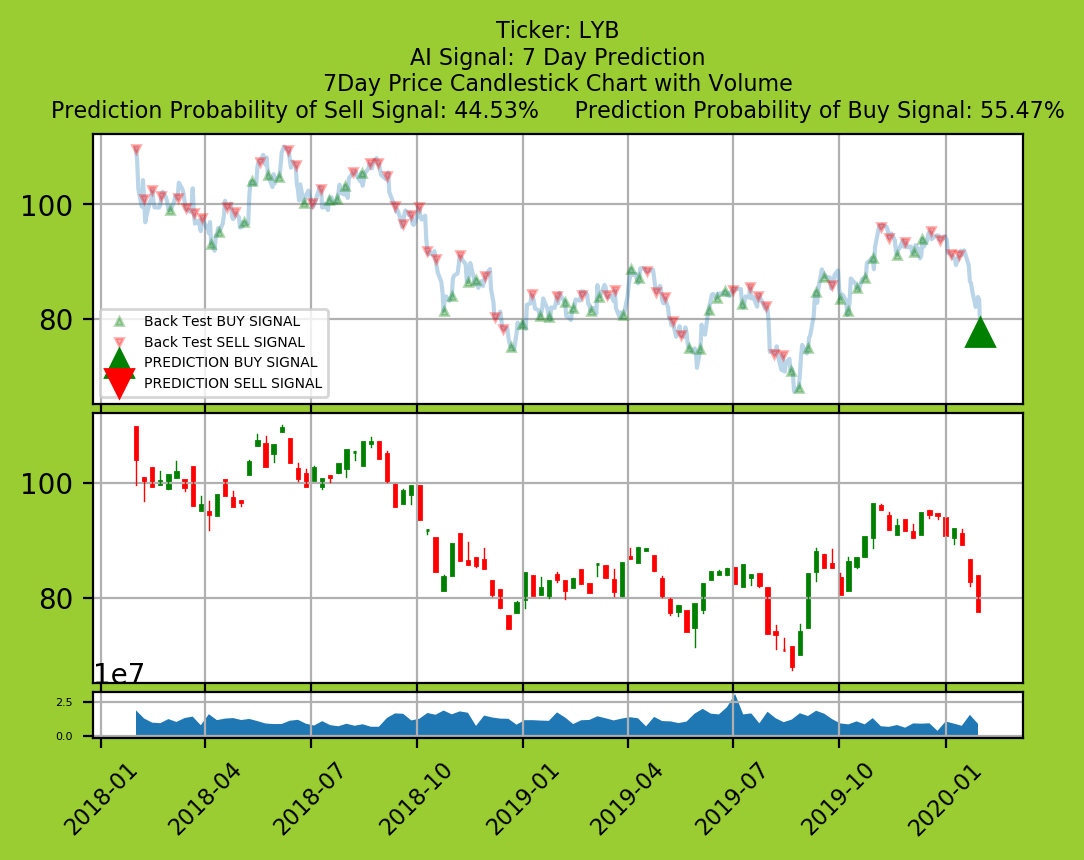 Ticker: LYB
AI Signal: 7 Day Prediction
7Day Price Candlestick Chart with Volume
Prediction Probability of Sell Signal: 44.53% Prediction Probability of Buy Signal: 55.47%
100
80
Back Test BUY SIGNAL
Back Test SELL SIGNAL
PREDICTION BUY SIGNAL
PREDICTION SELL SIGNAL
100
80
1e7
2.5
0.0
2018-01
2018-04
2018-07
2018-10
2019-01
2019-04
2019-07
2019-10
2020-01